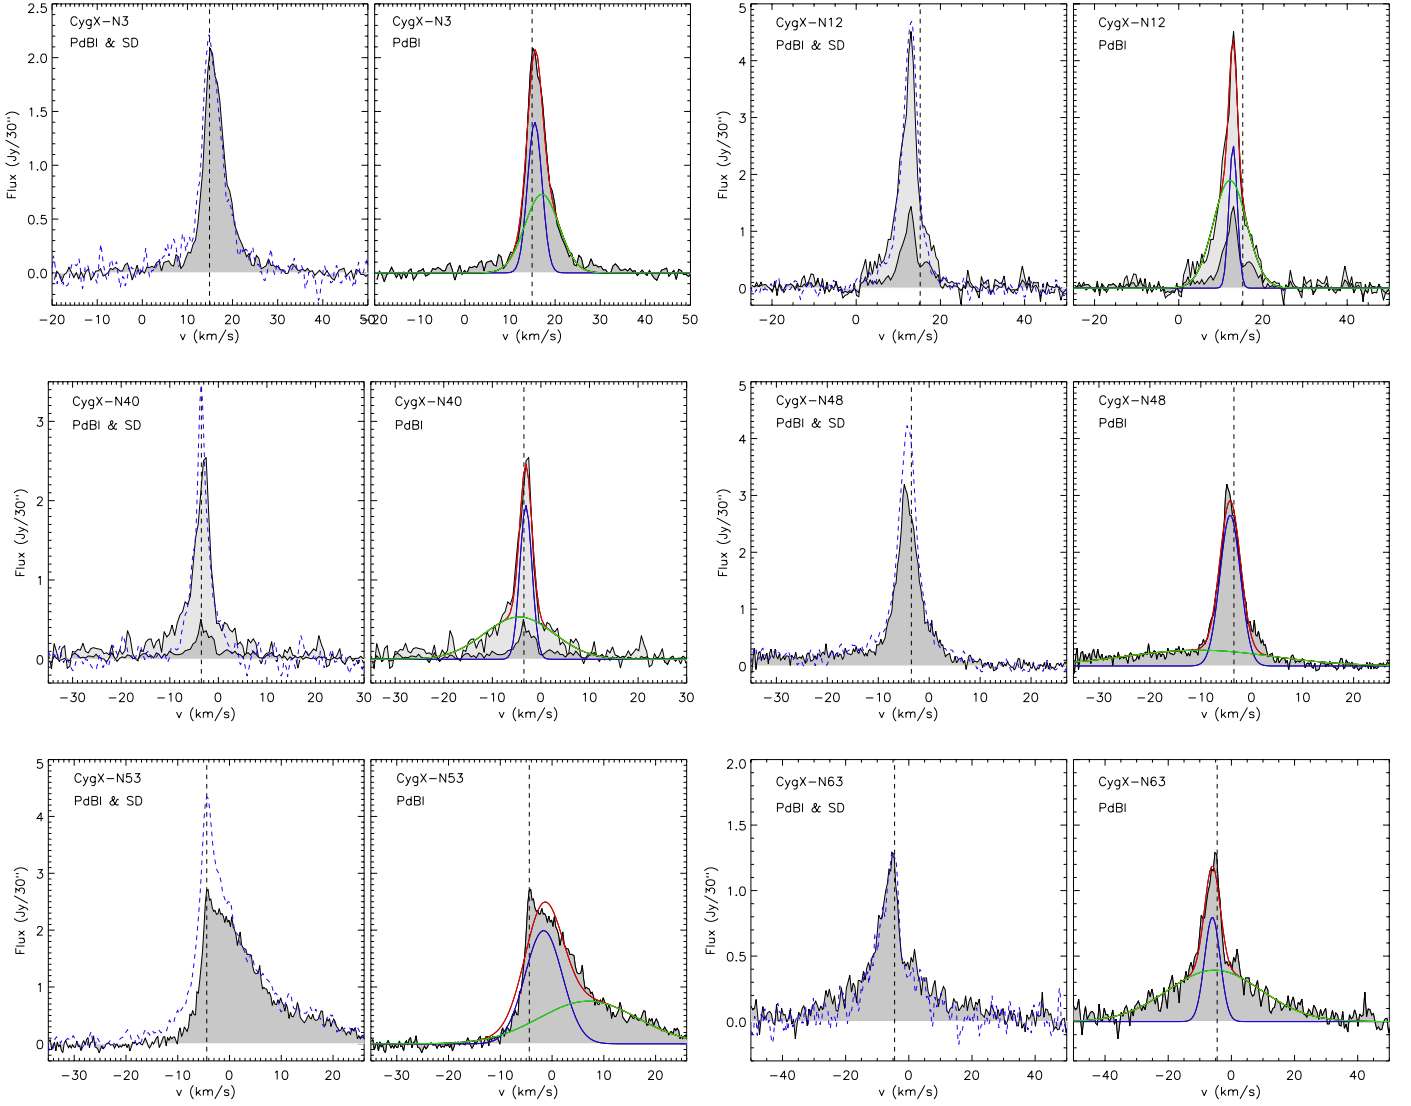 CygX−N3
PdBI & SD
CygX−N3
PdBI
Flux (Jy/30")
2.5
2.0
1.5
1.0
0.5
0.0
−20 −10 0 10 20 30 40 50
−20 −10 0 10 20 30 40 50
v (km/s)
v (km/s)
CygX−N12
PdBI & SD
CygX−N12
PdBI
Flux (Jy/30")
5
4
3
2
1
0
−20 0 20 40
−20 0 20 40
v (km/s)
v (km/s)
CygX−N40
PdBI & SD
CygX−N40
PdBI
Flux (Jy/30")
3
2
1
0
−30 −20 −10 0 10 20 30
−30 −20 −10 0 10 20 30
v (km/s)
v (km/s)
CygX−N48
PdBI & SD
CygX−N48
PdBI
Flux (Jy/30")
5
4
3
2
1
0
−30 −20 −10 0 10 20
−30 −20 −10 0 10 20
v (km/s)
v (km/s)
CygX−N53
PdBI & SD
CygX−N53
PdBI
Flux (Jy/30")
5
4
3
2
1
0
−30 −20 −10 0 10 20
−30 −20 −10 0 10 20
v (km/s)
v (km/s)
CygX−N63
PdBI & SD
CygX−N63
PdBI
Flux (Jy/30")
2.0
1.5
1.0
0.5
0.0
−40 −20 0 20 40
−40 −20 0 20 40
v (km/s)
v (km/s)